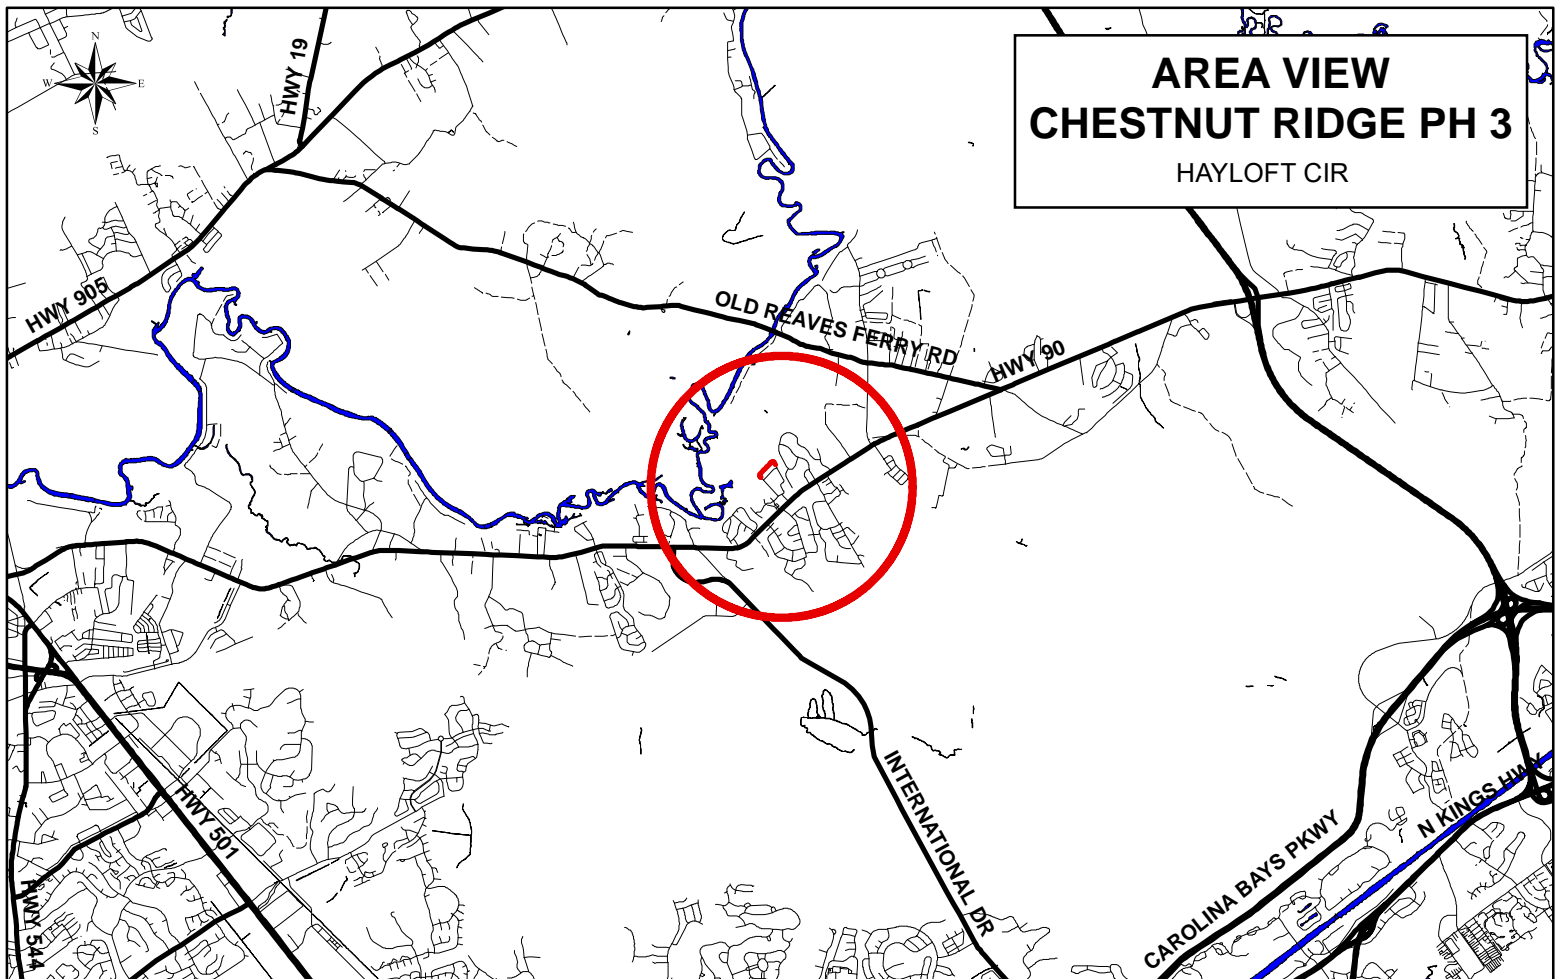 N
W E
S
HWY 19
AREA VIEW
CHESTNUT RIDGE PH 3
HAYLOFT CIR
HWY 905
OLD REAVES FERRY RD
HWY 90
INTERNATIONAL DR
CAROLINA BAYS PKWY
N KINGS HWY
HWY 501
HWY 544